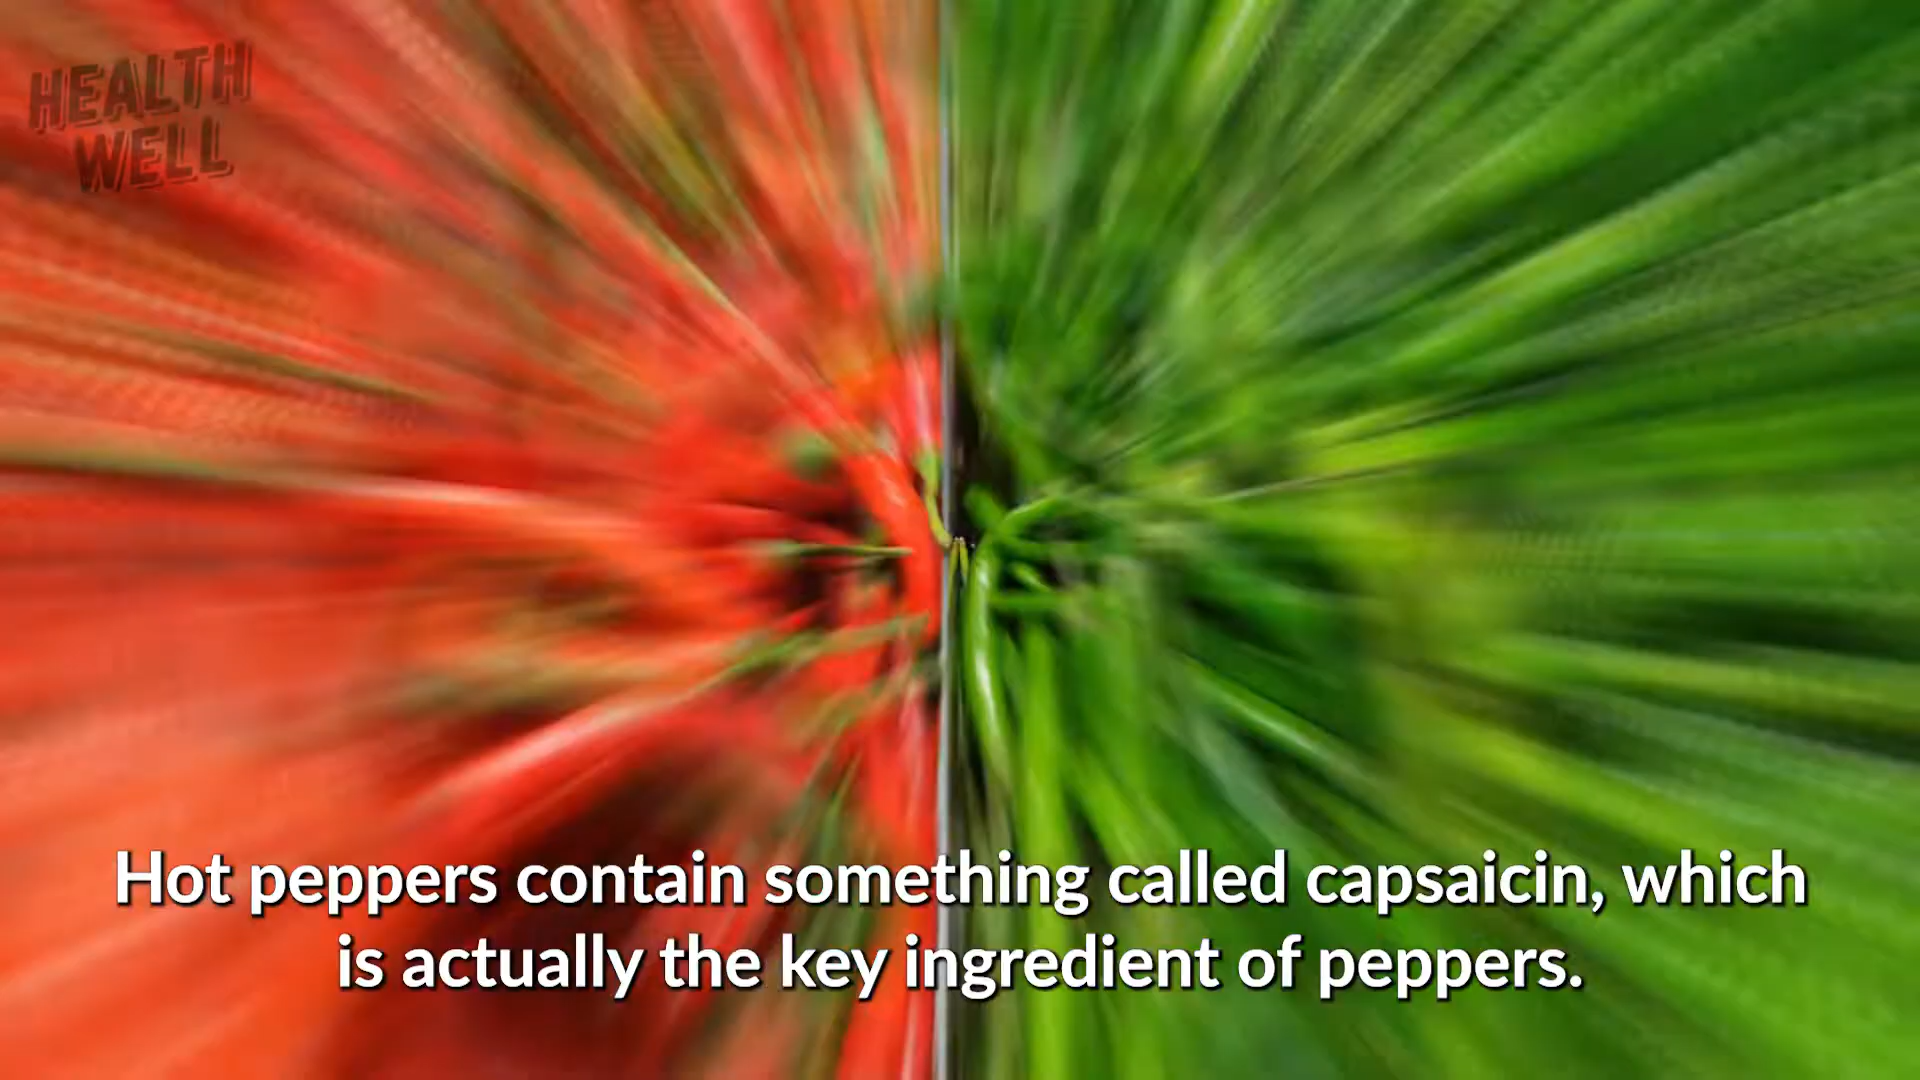 HEALTH
WELL
Hot peppers contain something called capsaicin, which
is actually the key ingredient of peppers.